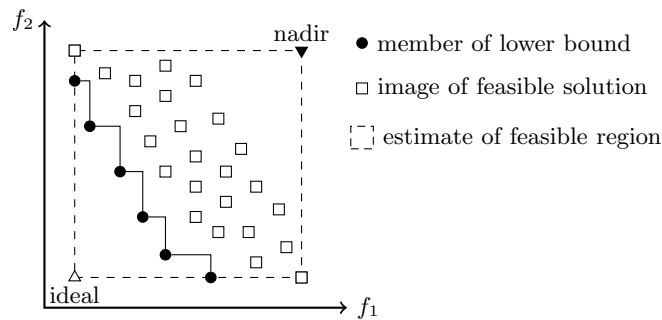 f₂
nadir
member of lower bound
image of feasible solution
estimate of feasible region
ideal
f₁